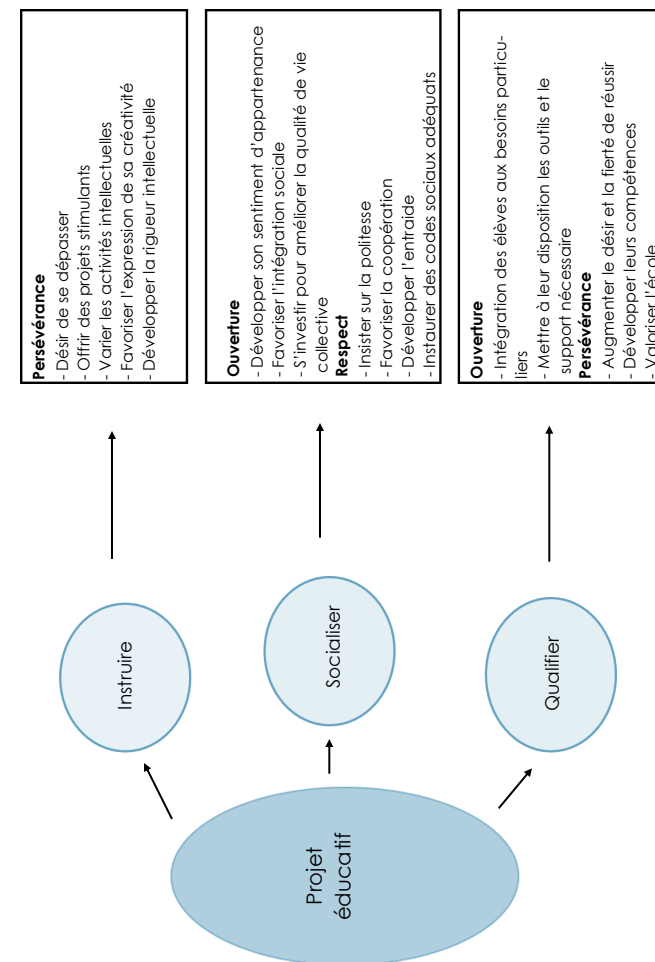 Projet
éducatif
Instruire
Socialiser
Qualifier
Persévérance
- Désir de se dépasser
- Offrir des projets stimulants
- Varier les activités intellectuelles
- Favoriser l'expression de sa créativité
- Développer la rigueur intellectuelle
Ouverture
- Développer son sentiment d'appartenance
- Favoriser l'intégration sociale
- S'investir pour améliorer la qualité de vie
collective
Respect
- Insister sur la politesse
- Favoriser la coopération
- Développer l'entraide
- Instaurer des codes sociaux adéquats
Ouverture
- Intégration des élèves aux besoins particu-
liers
- Mettre à leur disposition les outils et le
support nécessaire
Persévérance
- Augmenter le désir et la fierté de réussir
- Développer leurs compétences
- Valoriser l'école